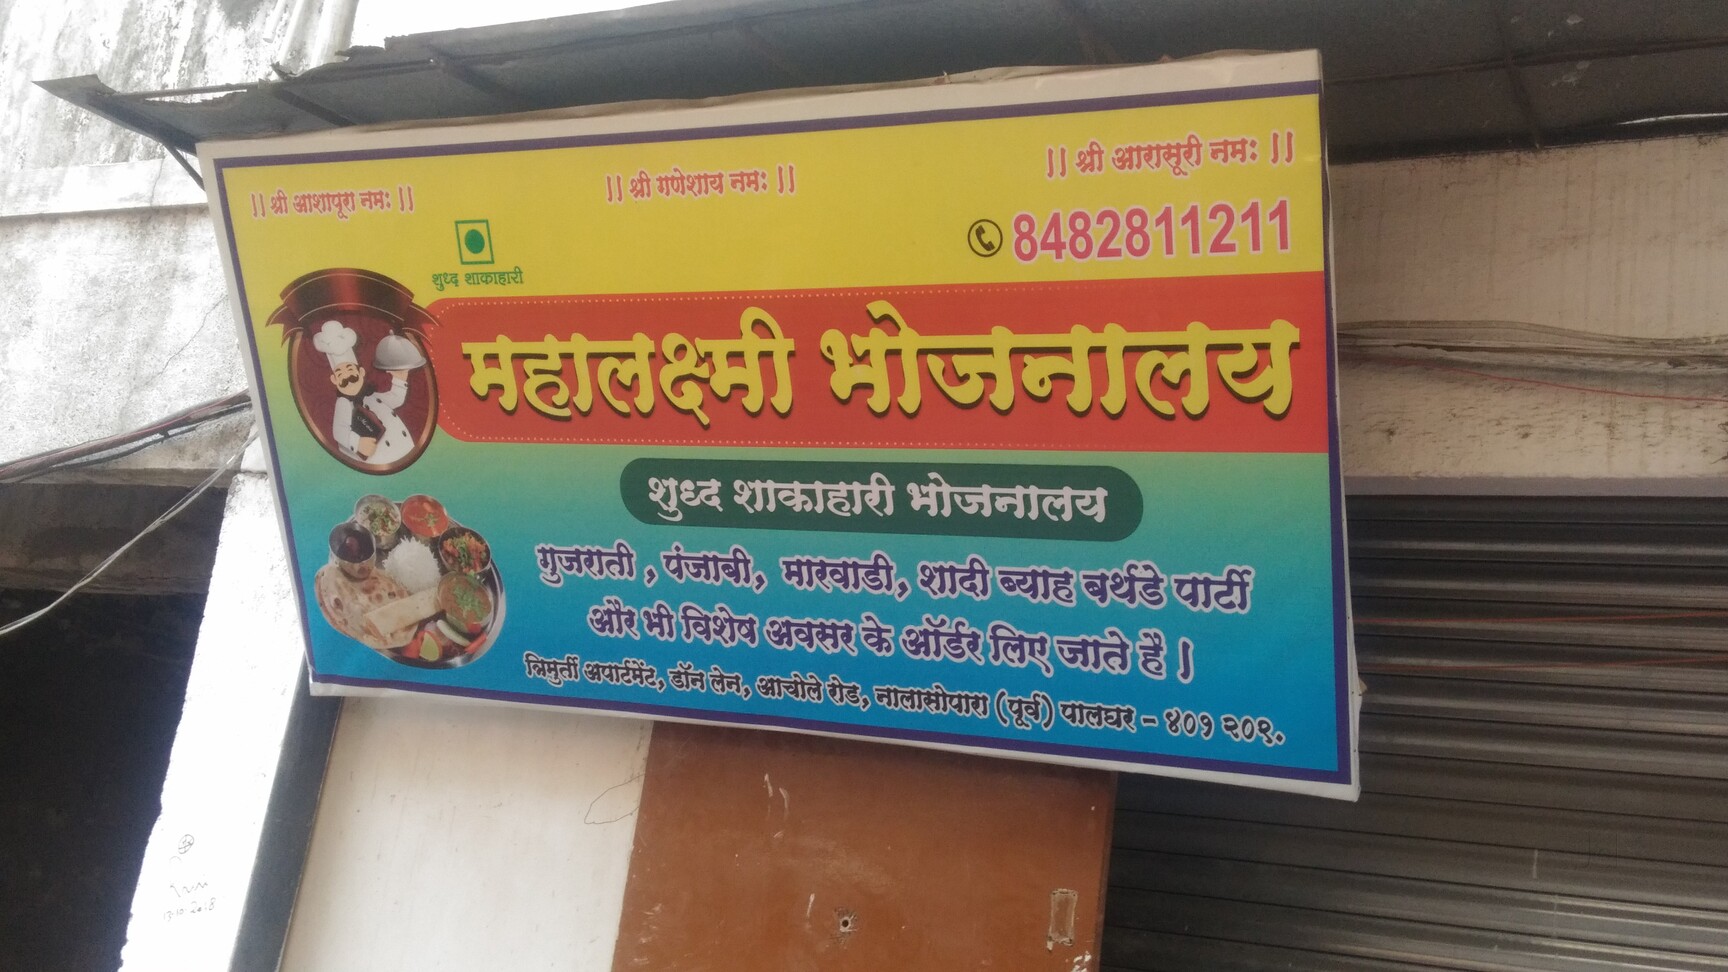 || श्री आशापूरा नमः ||
|| श्री गणेशाय नमः ||
|| श्री आरासूरी नमः ||
8482811211
शुध्द शाकाहारी
महालक्ष्मी भोजनालय
शुध्द शाकाहारी भोजनालय
गुजराती , पंजाबी, मारवाडी, शादी ब्याह बर्थडे पार्टी
और भी विशेष अवसर के ऑर्डर लिए जाते है |
त्रिमुर्ती अपार्टमेंट, डॉन लेन, आचोले रोड, नालासोपारा (पूर्व) पालघर - ४०१ २०९.